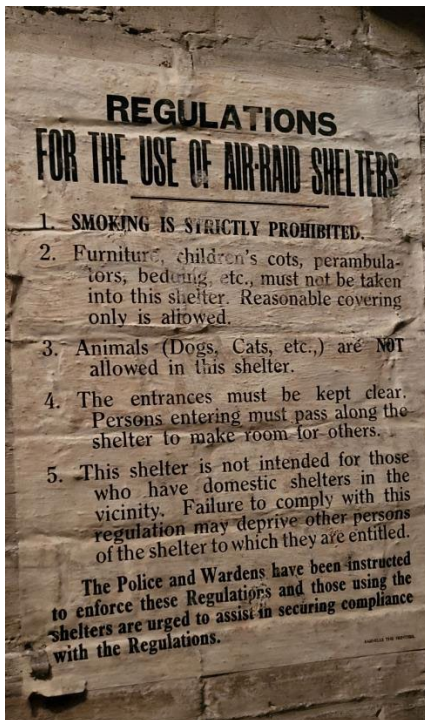 REGULATIONS
FOR THE USE OF AIR-RAID SHELTERS
1. SMOKING IS STRICTLY PROHIBITED.
2. Furniture, children's cots, perambula-
tors, bedding, etc., must not be taken
into this shelter. Reasonable covering
only is allowed.
3. Animals (Dogs, Cats, etc.,) are NOT
allowed in this shelter.
4. The entrances must be kept clear.
Persons entering must pass along the
shelter to make room for others.
5. This shelter is not intended for those
who have domestic shelters in the
vicinity. Failure to comply with this
regulation may deprive other persons
of the shelter to which they are entitled.
The Police and Wardens have been instructed
to enforce these Regulations and those using the
shelters are urged to assist in securing compliance
with the Regulations.